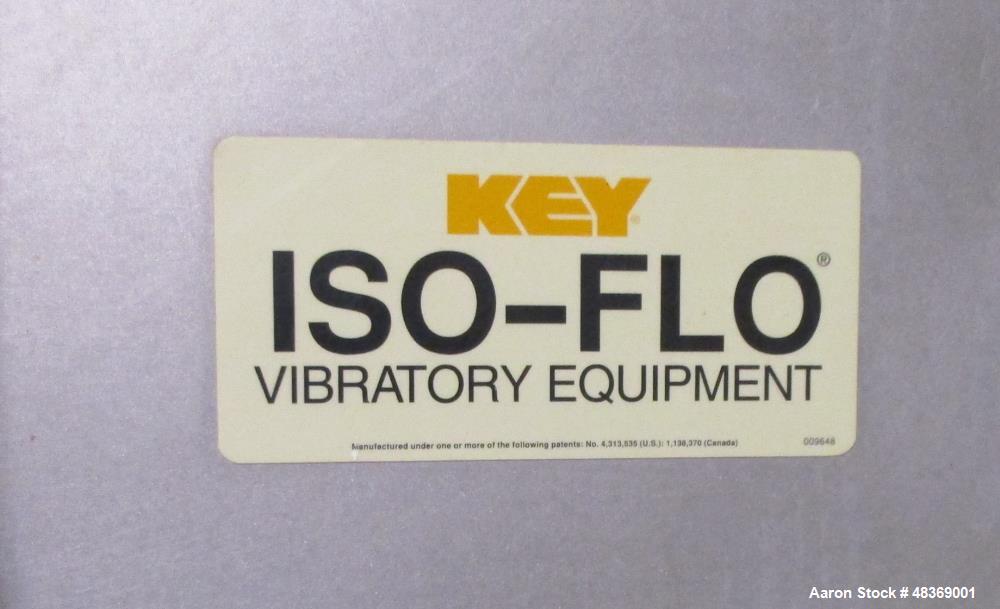 KEY
ISO-FLO®
VIBRATORY EQUIPMENT
Manufactured under one or more of the following patents: No. 4,313,535 (U.S.); 1,138,370 (Canada)
009648
Aaron Stock # 48369001